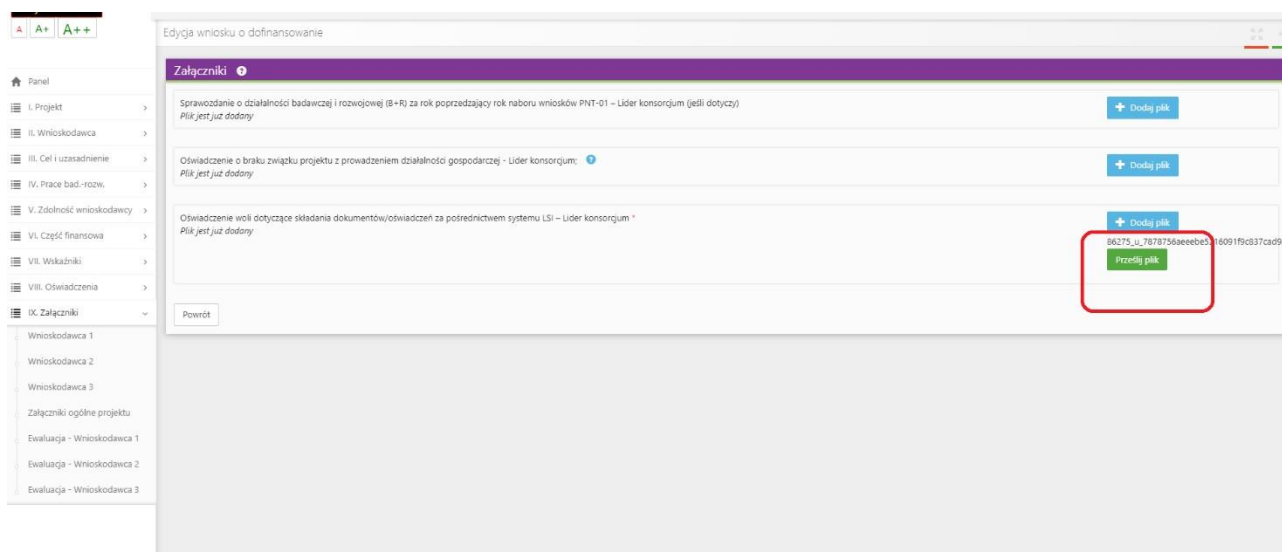 A A+ A++
Edycja wniosku o dofinansowanie
Panel
I. Projekt
II. Wnioskodawca
III. Cel i uzasadnienie
IV. Prace bad.-rozw.
V. Zdolność wnioskodawcy
VI. Część finansowa
VII. Wskaźniki
VIII. Oświadczenia
IX. Załączniki
Wnioskodawca 1
Wnioskodawca 2
Wnioskodawca 3
Załączniki ogólne projektu
Ewaluacja - Wnioskodawca 1
Ewaluacja - Wnioskodawca 2
Ewaluacja - Wnioskodawca 3
Załączniki
Sprawozdanie o działalności badawczej i rozwojowej (B+R) za rok poprzedzający rok naboru wniosków PNT-01 – Lider konsorcjum (jeśli dotyczy)
Plik jest już dodany
Dodaj plik
Oświadczenie o braku związku projektu z prowadzeniem działalności gospodarczej - Lider konsorcjum;
Plik jest już dodany
Dodaj plik
Oświadczenie woli dotyczące składania dokumentów/oświadczeń za pośrednictwem systemu LSI – Lider konsorcjum *
Plik jest już dodany
Dodaj plik
Prześlij plik
Powrót